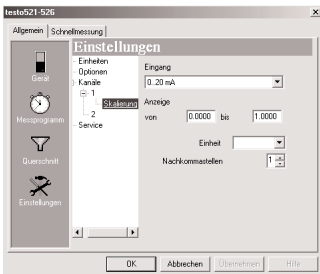 testo521-526
Allgemein Schnellmessung
Einstellungen
Gerät
Messprogramm
Querschnitt
Einstellungen
Einheiten
Optionen
Kanäle
1
Skalierung
2
Service
Eingang
0..20 mA
Anzeige
von 0.0000 bis 1.0000
Einheit
Nachkommastellen 1
OK Abbrechen Übernehmen Hilfe